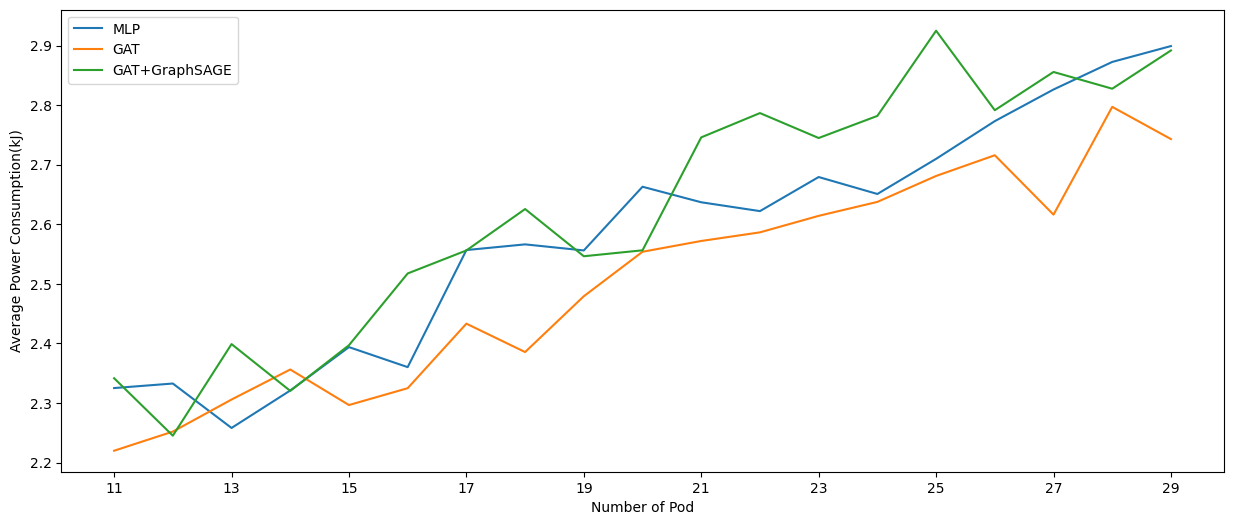 MLP
GAT
GAT+GraphSAGE
Average Power Consumption(kJ)
2.9
2.8
2.7
2.6
2.5
2.4
2.3
2.2
11 13 15 17 19 21 23 25 27 29
Number of Pod